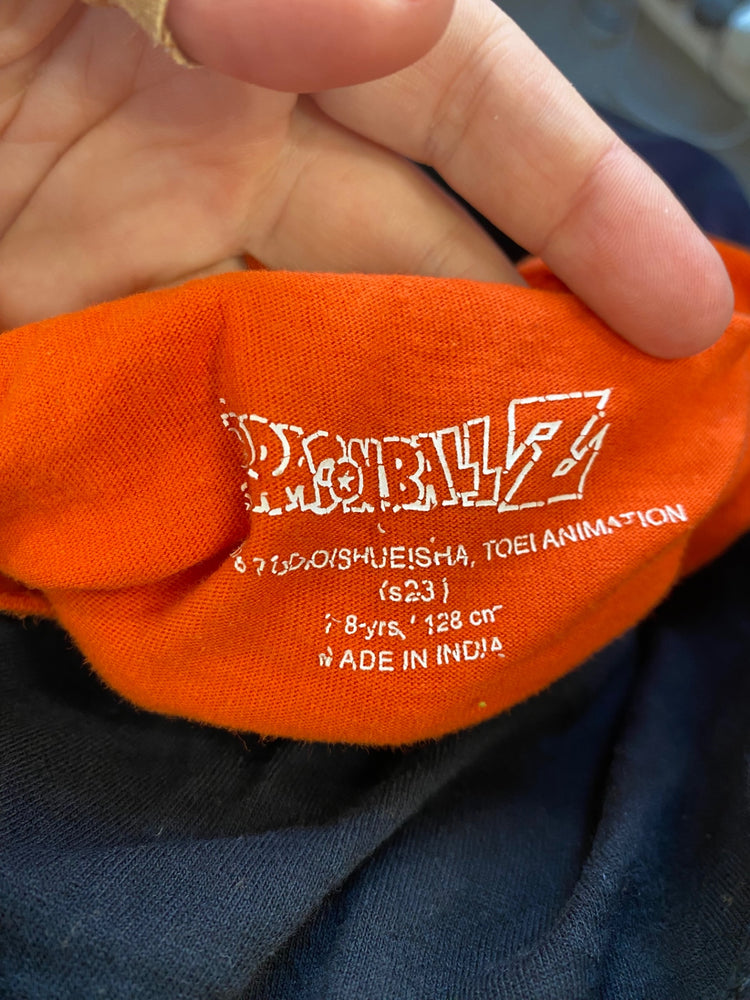 DRAGONBALL Z
B.S./SHUEISHA, TOEI ANIMATION
(s23)
7-8-yrs, 128 cm
MADE IN INDIA